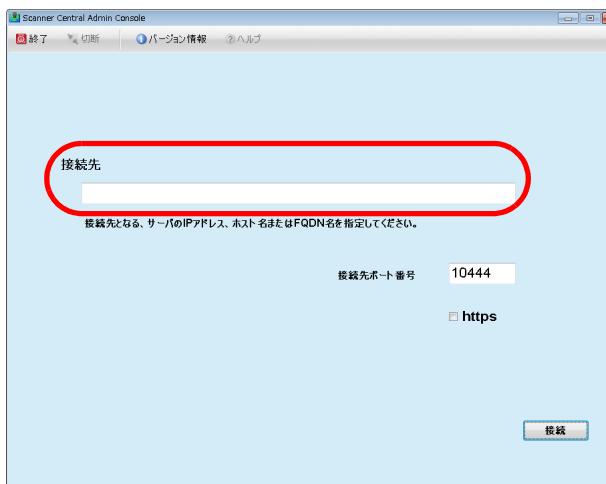 Scanner Central Admin Console
終了 切断 バージョン情報 ヘルプ
接続先
接続先となる、サーバのIPアドレス、ホスト名またはFQDN名を指定してください。
接続先ポート番号 10444
https
接続